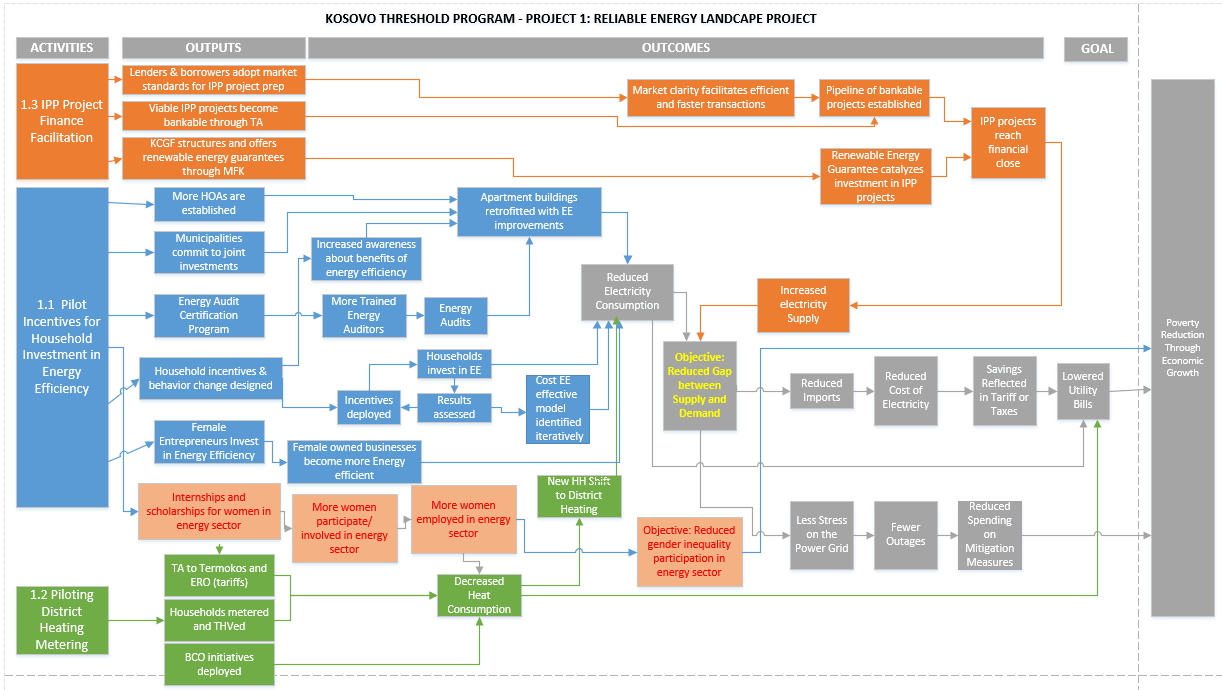 KOSOVO THRESHOLD PROGRAM - PROJECT 1: RELIABLE ENERGY LANDCAPE PROJECT
ACTIVITIES
OUTPUTS
OUTCOMES
GOAL
1.3 IPP Project
Finance
Facilitation
Lenders & borrowers adopt market
standards for IPP project prep
Viable IPP projects become
bankable through TA
KCGF structures and offers
renewable energy guarantees
through MFK
Market clarity facilitates efficient
and faster transactions
Pipeline of bankable
projects established
Renewable Energy
Guarantee catalyzes
investment in IPP
projects
IPP projects
reach
financial
close
1.1 Pilot
Incentives for
Household
Investment in
Energy
Efficiency
More HOAs are
established
Municipalities
commit to joint
investments
Energy Audit
Certification
Program
Household incentives &
behavior change designed
Female
Entrepreneurs Invest
in Energy Efficiency
Increased awareness
about benefits of
energy efficiency
More Trained
Energy
Auditors
Energy
Audits
Apartment buildings
retrofitted with EE
improvements
Incentives
deployed
Households
invest in EE
Results
assessed
Cost EE
effective
model
identified
iteratively
Female owned businesses
become more Energy
efficient
Internships and
scholarships for women in
energy sector
More women
participate/
involved in energy
sector
More women
employed in energy
sector
Objective: Reduced
gender inequality
participation in
energy sector
Reduced
Electricity
Consumption
Increased
electricity
Supply
Objective:
Reduced Gap
between
Supply and
Demand
Reduced
Imports
Reduced
Cost of
Electricity
Savings
Reflected
in Tariff or
Taxes
Lowered
Utility
Bills
Less Stress
on the
Power Grid
Fewer
Outages
Reduced
Spending
on
Mitigation
Measures
Poverty
Reduction
Through
Economic
Growth
1.2 Piloting
District
Heating
Metering
TA to Termokos and
ERO (tariffs)
Households metered
and THVed
BCO initiatives
deployed
Decreased
Heat
Consumption
New HH Shift
to District
Heating